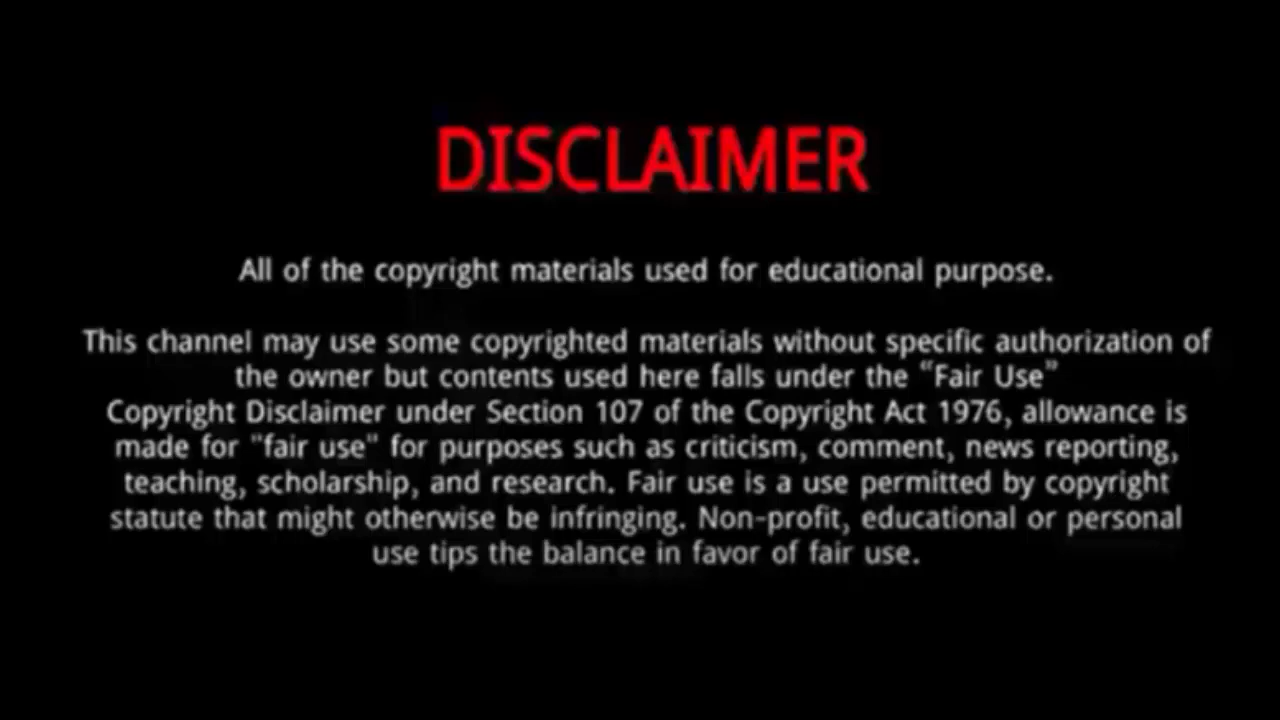 DISCLAIMER
All of the copyright materials used for educational purpose.
This channel may use some copyrighted materials without specific authorization of
the owner but contents used here falls under the “Fair Use”
Copyright Disclaimer under Section 107 of the Copyright Act 1976, allowance is
made for "fair use" for purposes such as criticism, comment, news reporting,
teaching, scholarship, and research. Fair use is a use permitted by copyright
statute that might otherwise be infringing. Non-profit, educational or personal
use tips the balance in favor of fair use.